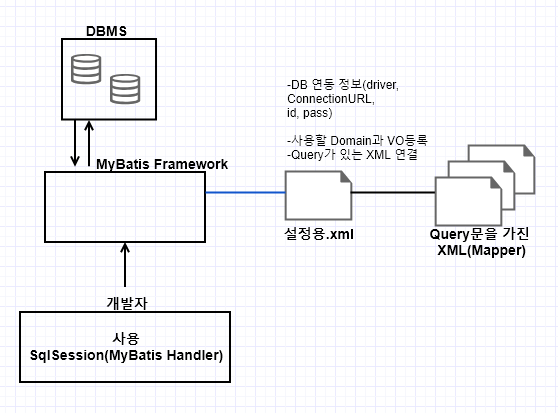 DBMS
-DB 연동 정보(driver,
ConnectionURL,
id, pass)
-사용할 Domain과 VO등록
-Query가 있는 XML 연결
MyBatis Framework
설정용.xml
Query문을 가진
XML(Mapper)
개발자
사용
SqlSession(MyBatis Handler)